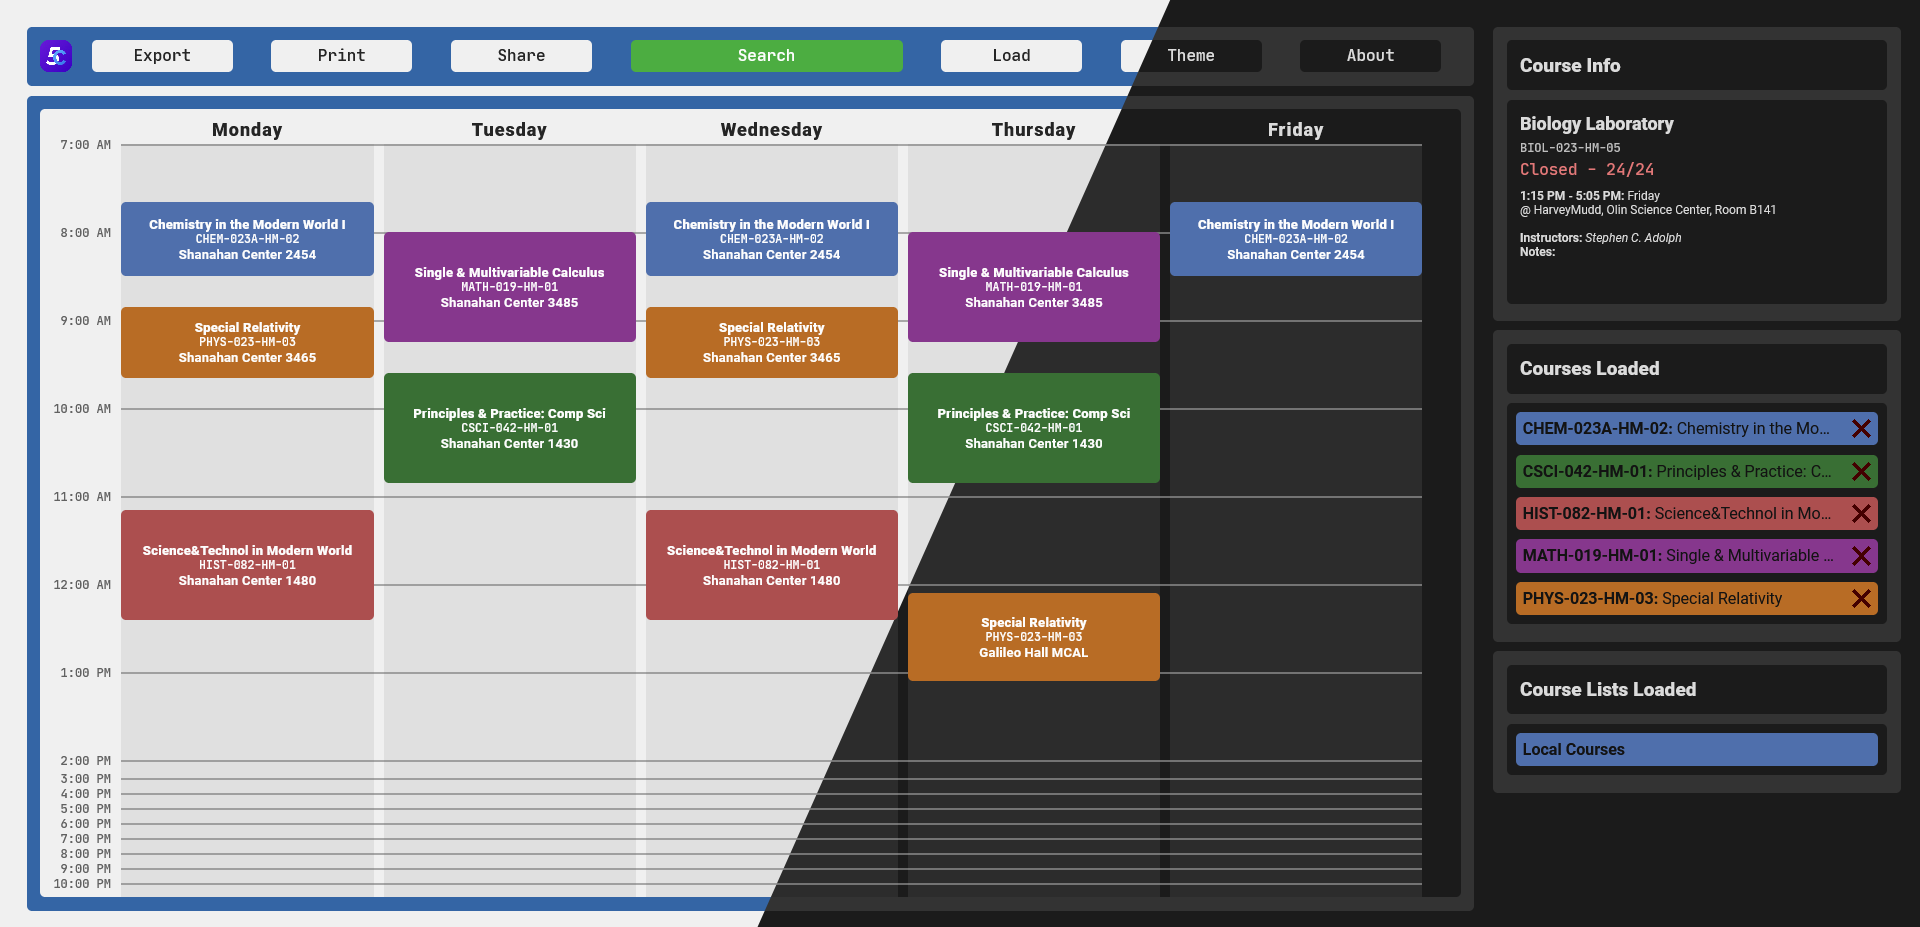 5C
Export
Print
Share
Search
Load
Theme
About
Monday
Tuesday
Wednesday
Thursday
Friday
7:00 AM
8:00 AM
9:00 AM
10:00 AM
11:00 AM
12:00 AM
1:00 PM
2:00 PM
3:00 PM
4:00 PM
5:00 PM
6:00 PM
7:00 PM
8:00 PM
9:00 PM
10:00 PM
Chemistry in the Modern World I
CHEM-023A-HM-02
Shanahan Center 2454
Special Relativity
PHYS-023-HM-03
Shanahan Center 3465
Science&Technol in Modern World
HIST-082-HM-01
Shanahan Center 1480
Single & Multivariable Calculus
MATH-019-HM-01
Shanahan Center 3485
Principles & Practice: Comp Sci
CSCI-042-HM-01
Shanahan Center 1430
Chemistry in the Modern World I
CHEM-023A-HM-02
Shanahan Center 2454
Special Relativity
PHYS-023-HM-03
Shanahan Center 3465
Science&Technol in Modern World
HIST-082-HM-01
Shanahan Center 1480
Single & Multivariable Calculus
MATH-019-HM-01
Shanahan Center 3485
Principles & Practice: Comp Sci
CSCI-042-HM-01
Shanahan Center 1430
Special Relativity
PHYS-023-HM-03
Galileo Hall MCAL
Chemistry in the Modern World I
CHEM-023A-HM-02
Shanahan Center 2454
Course Info
Biology Laboratory
BIOL-023-HM-05
Closed - 24/24
1:15 PM - 5:05 PM: Friday
@ HarveyMudd, Olin Science Center, Room B141
Instructors: Stephen C. Adolph
Notes:
Courses Loaded
CHEM-023A-HM-02: Chemistry in the Mo...
CSCI-042-HM-01: Principles & Practice: C...
HIST-082-HM-01: Science&Technol in Mo...
MATH-019-HM-01: Single & Multivariable ...
PHYS-023-HM-03: Special Relativity
Course Lists Loaded
Local Courses